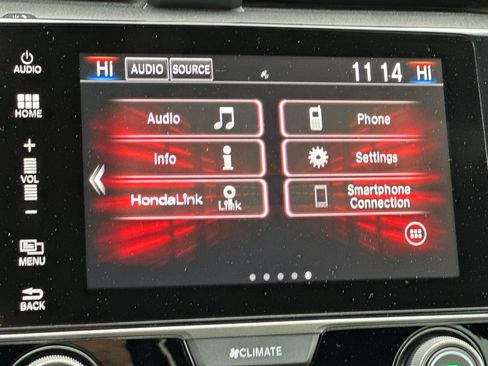 AUDIO
HI AUDIO SOURCE 11 14 HI
HOME
Audio Phone
+
VOL
-
Info Settings
HondaLink Link Smartphone
Connection
MENU
BACK
CLIMATE